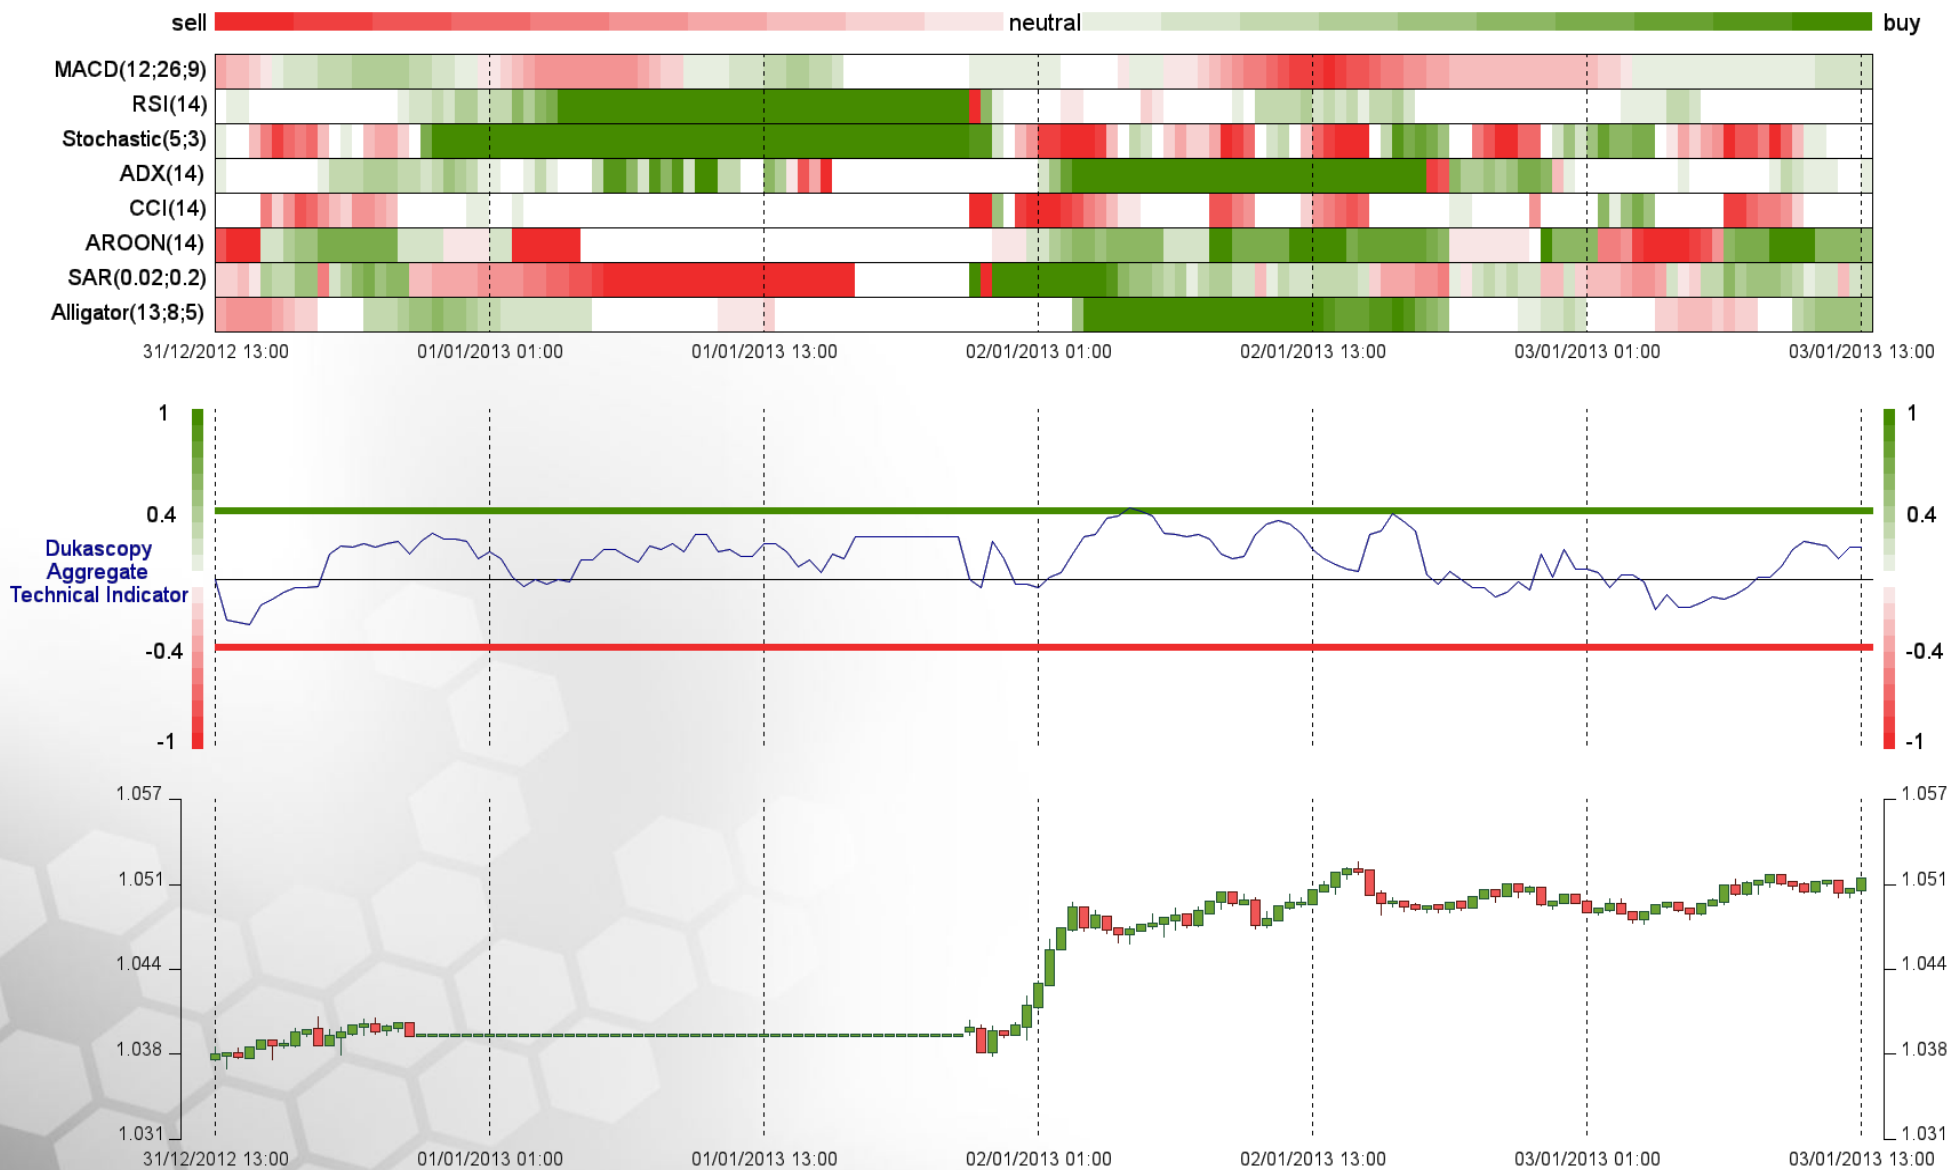 sell neutral buy
MACD(12;26;9)
RSI(14)
Stochastic(5;3)
ADX(14)
CCI(14)
AROON(14)
SAR(0.02;0.2)
Alligator(13;8;5)
31/12/2012 13:00 01/01/2013 01:00 01/01/2013 13:00 02/01/2013 01:00 02/01/2013 13:00 03/01/2013 01:00 03/01/2013 13:00
1 1
0.4 0.4
Dukascopy
Aggregate
Technical Indicator
-0.4 -0.4
-1 -1
1.057 1.057
1.051 1.051
1.044 1.044
1.038 1.038
1.031 1.031
31/12/2012 13:00 01/01/2013 01:00 01/01/2013 13:00 02/01/2013 01:00 02/01/2013 13:00 03/01/2013 01:00 03/01/2013 13:00